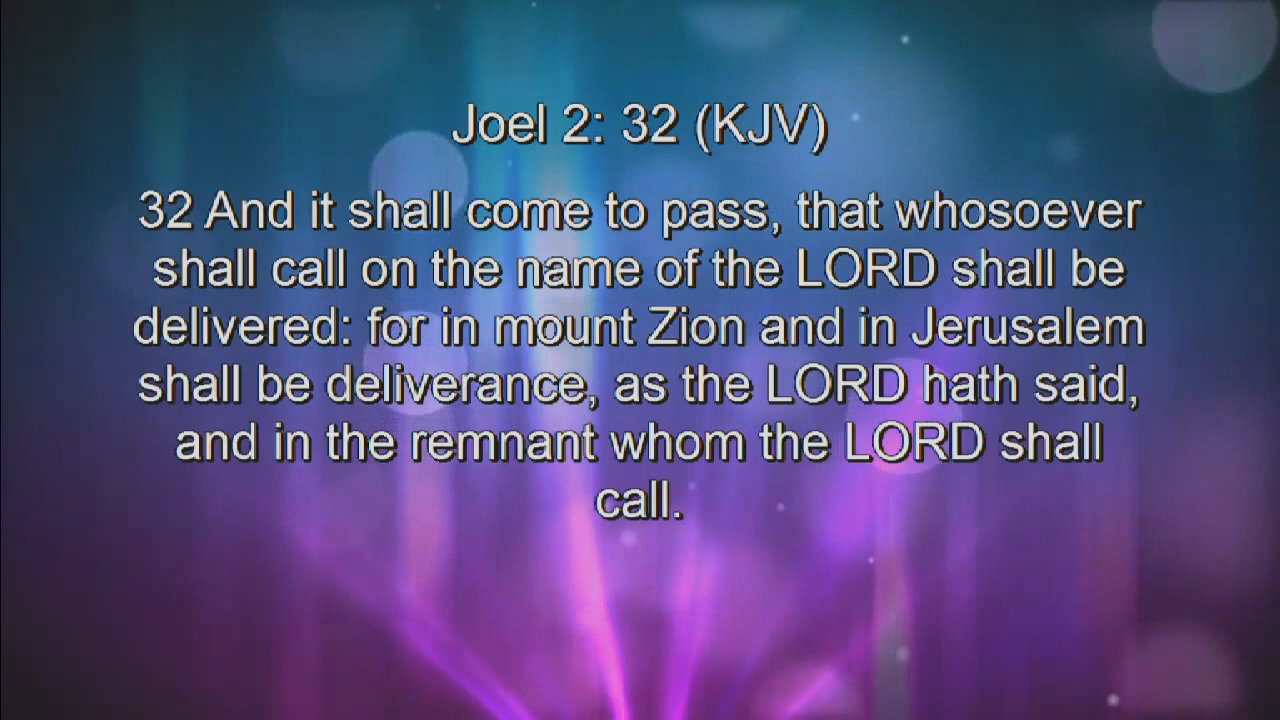 Joel 2: 32 (KJV)
32 And it shall come to pass, that whosoever
shall call on the name of the LORD shall be
delivered: for in mount Zion and in Jerusalem
shall be deliverance, as the LORD hath said,
and in the remnant whom the LORD shall
call.